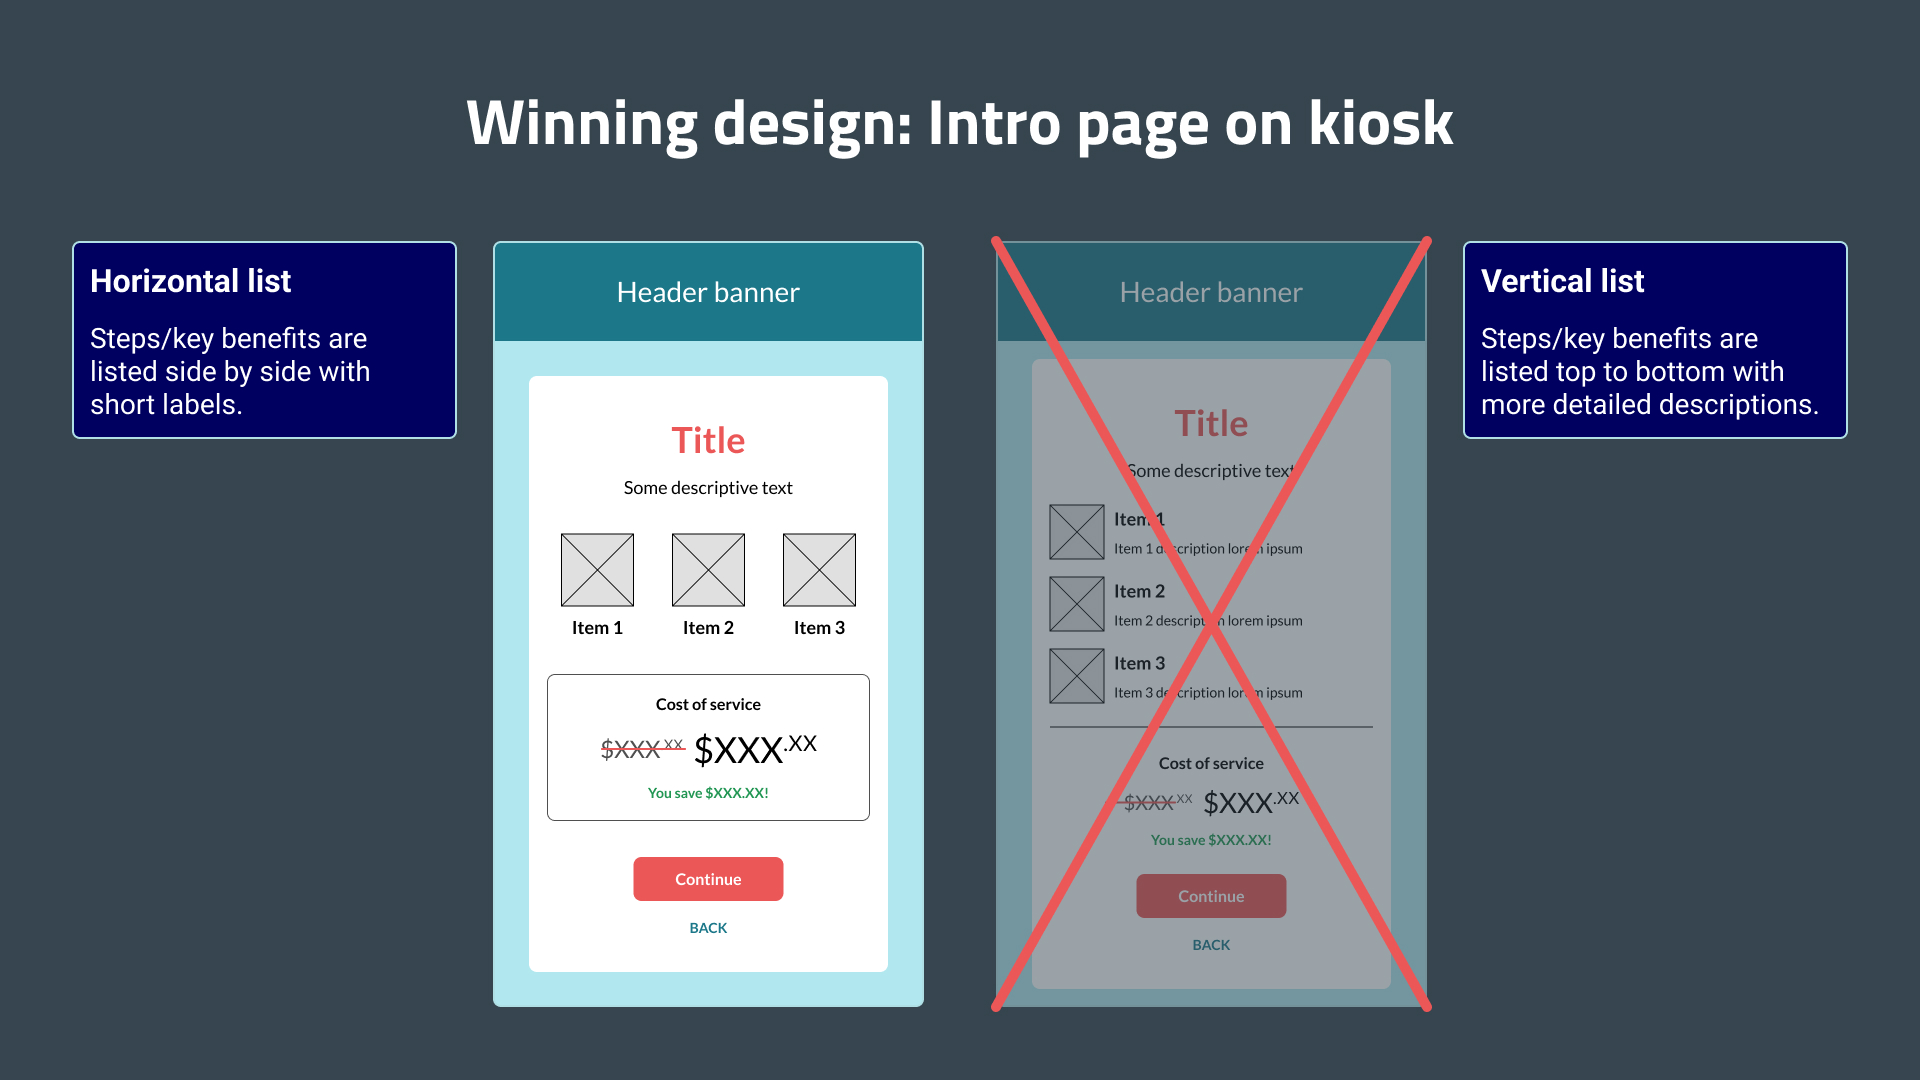 Winning design: Intro page on kiosk
Horizontal list
Steps/key benefits are
listed side by side with
short labels.
Header banner
Title
Some descriptive text
Item 1 Item 2 Item 3
Cost of service
$XXX.XX $XXX.XX
You save $XXX.XX!
Continue
BACK
Header banner
Title
Some descriptive text
Item 1
Item 1 description lorem ipsum
Item 2
Item 2 description lorem ipsum
Item 3
Item 3 description lorem ipsum
Cost of service
$XXX.XX $XXX.XX
You save $XXX.XX!
Continue
BACK
Vertical list
Steps/key benefits are
listed top to bottom with
more detailed descriptions.